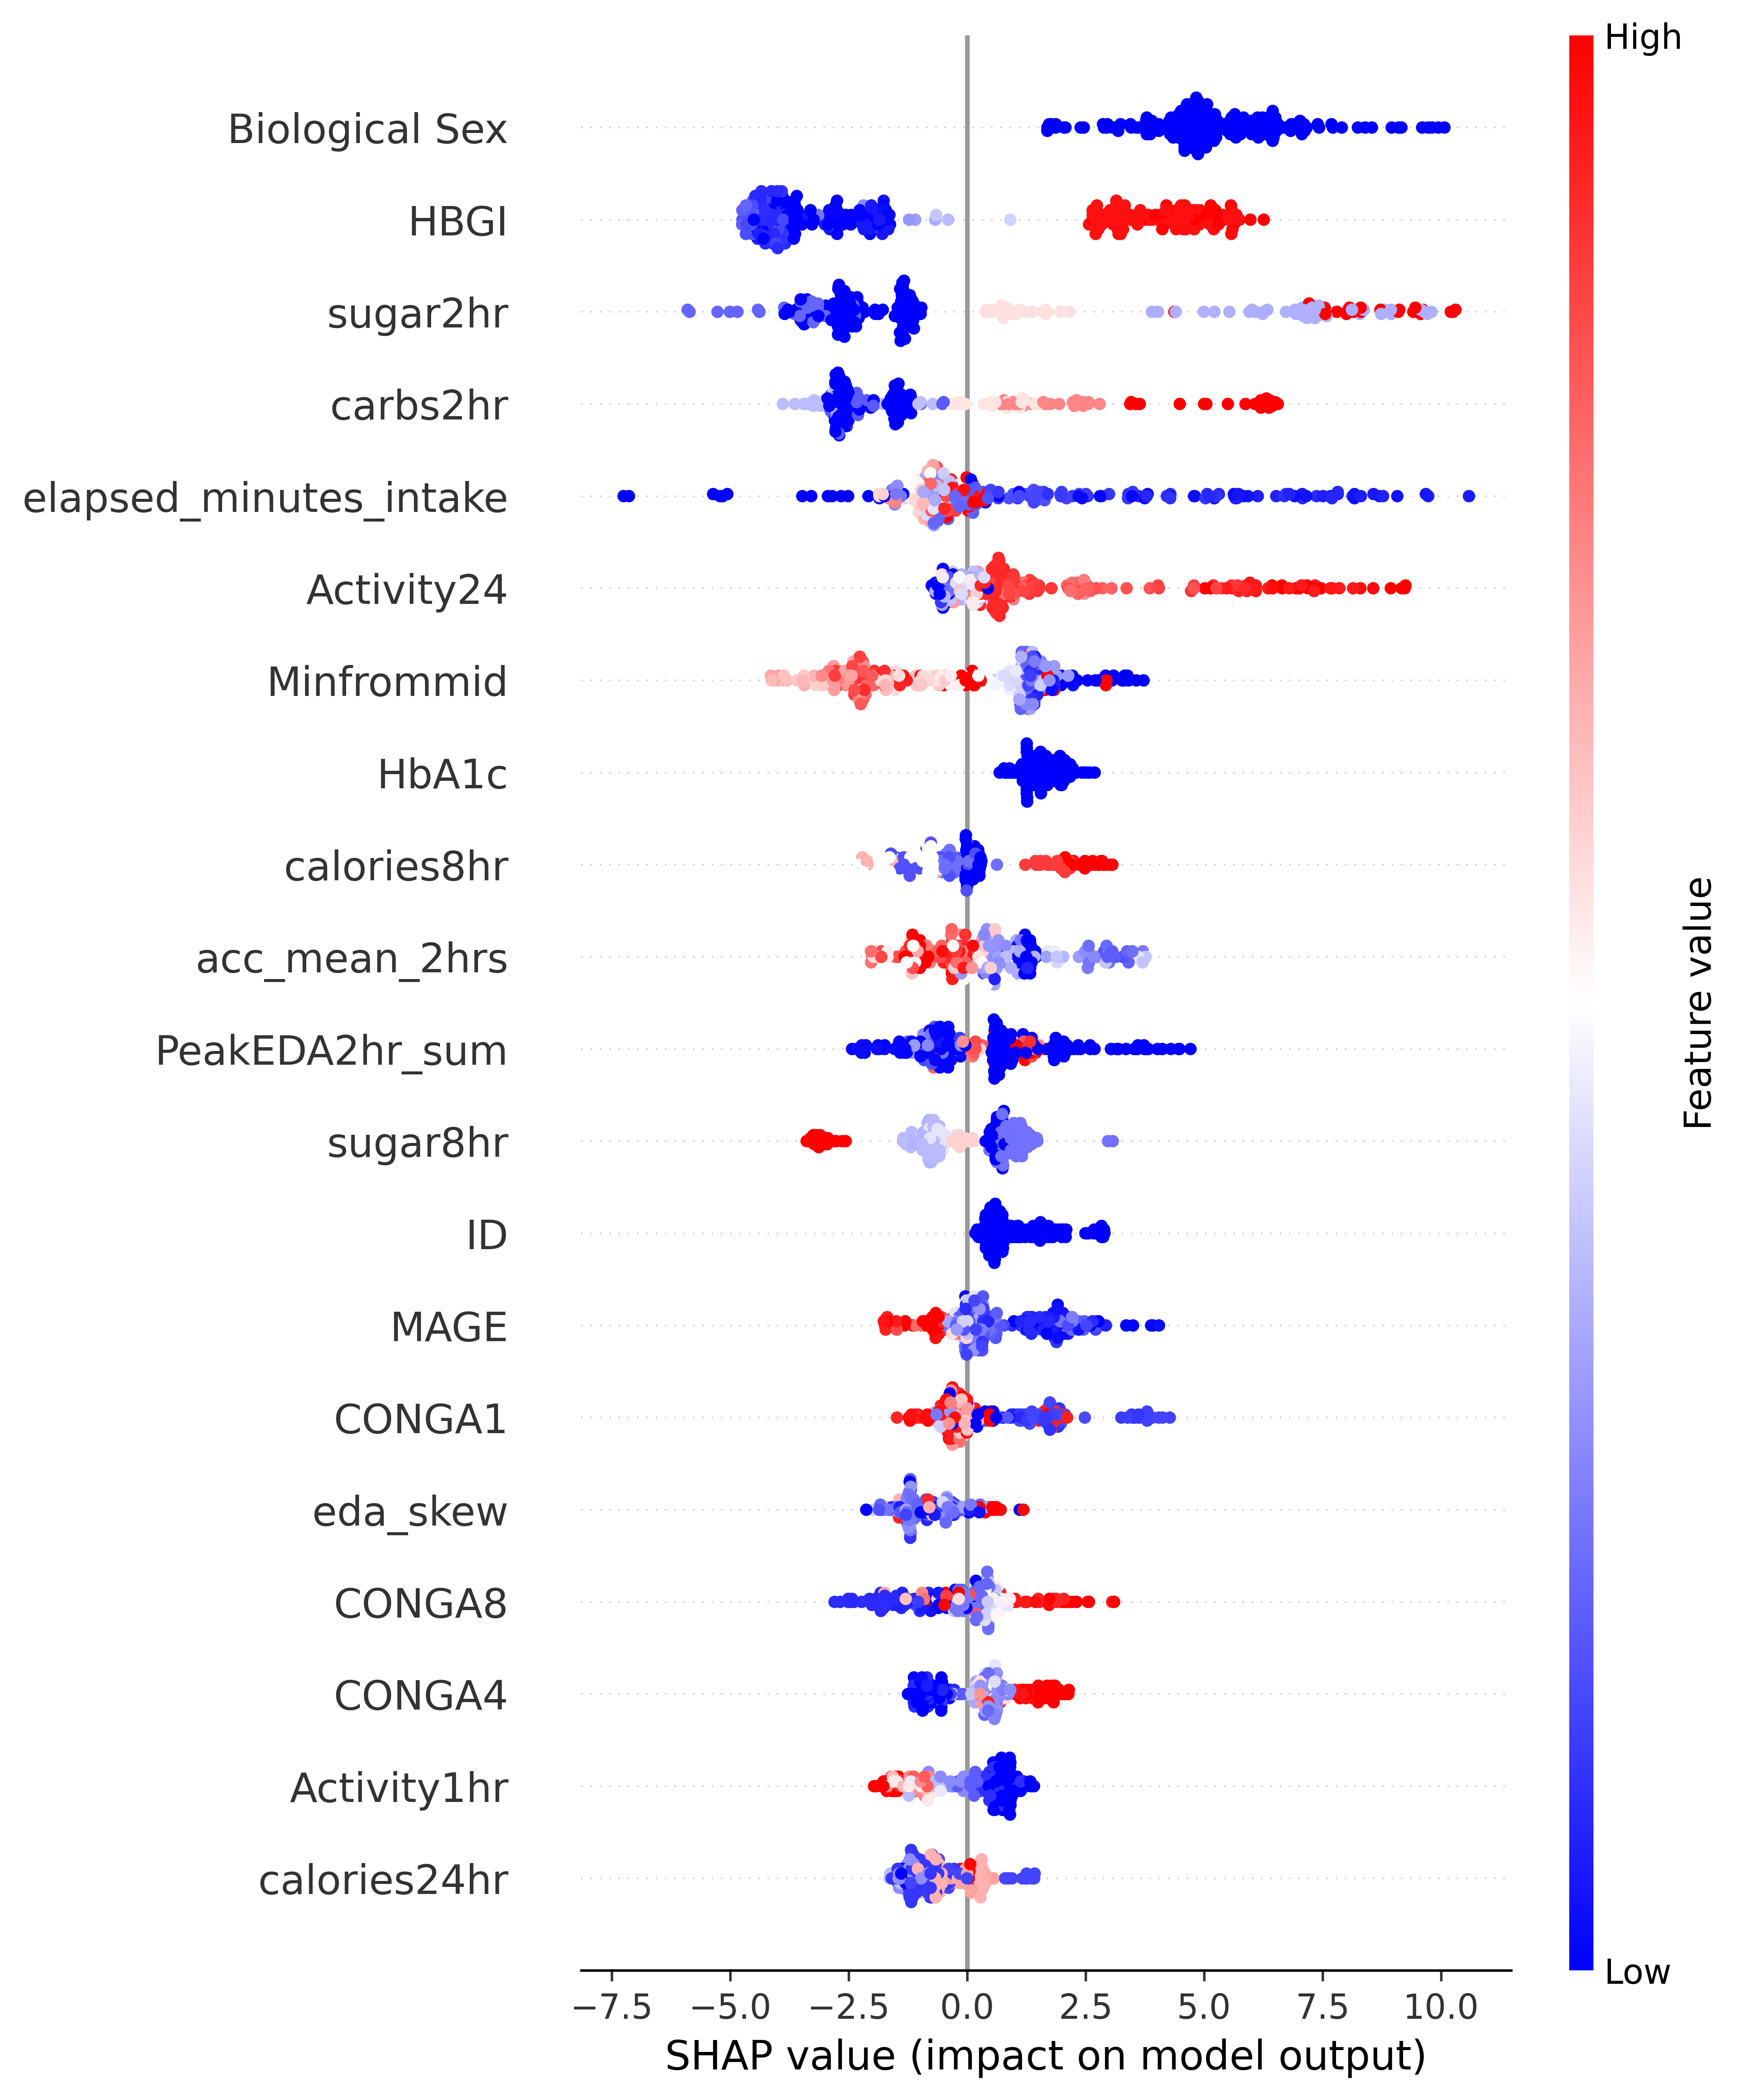 High
Biological Sex
HBGI
sugar2hr
carbs2hr
elapsed_minutes_intake
Activity24
Minfrommid
HbA1c
calories8hr
acc_mean_2hrs
PeakEDA2hr_sum
sugar8hr
ID
MAGE
CONGA1
eda_skew
CONGA8
CONGA4
Activity1hr
calories24hr
Feature value
Low
−7.5 −5.0 −2.5 0.0 2.5 5.0 7.5 10.0
SHAP value (impact on model output)